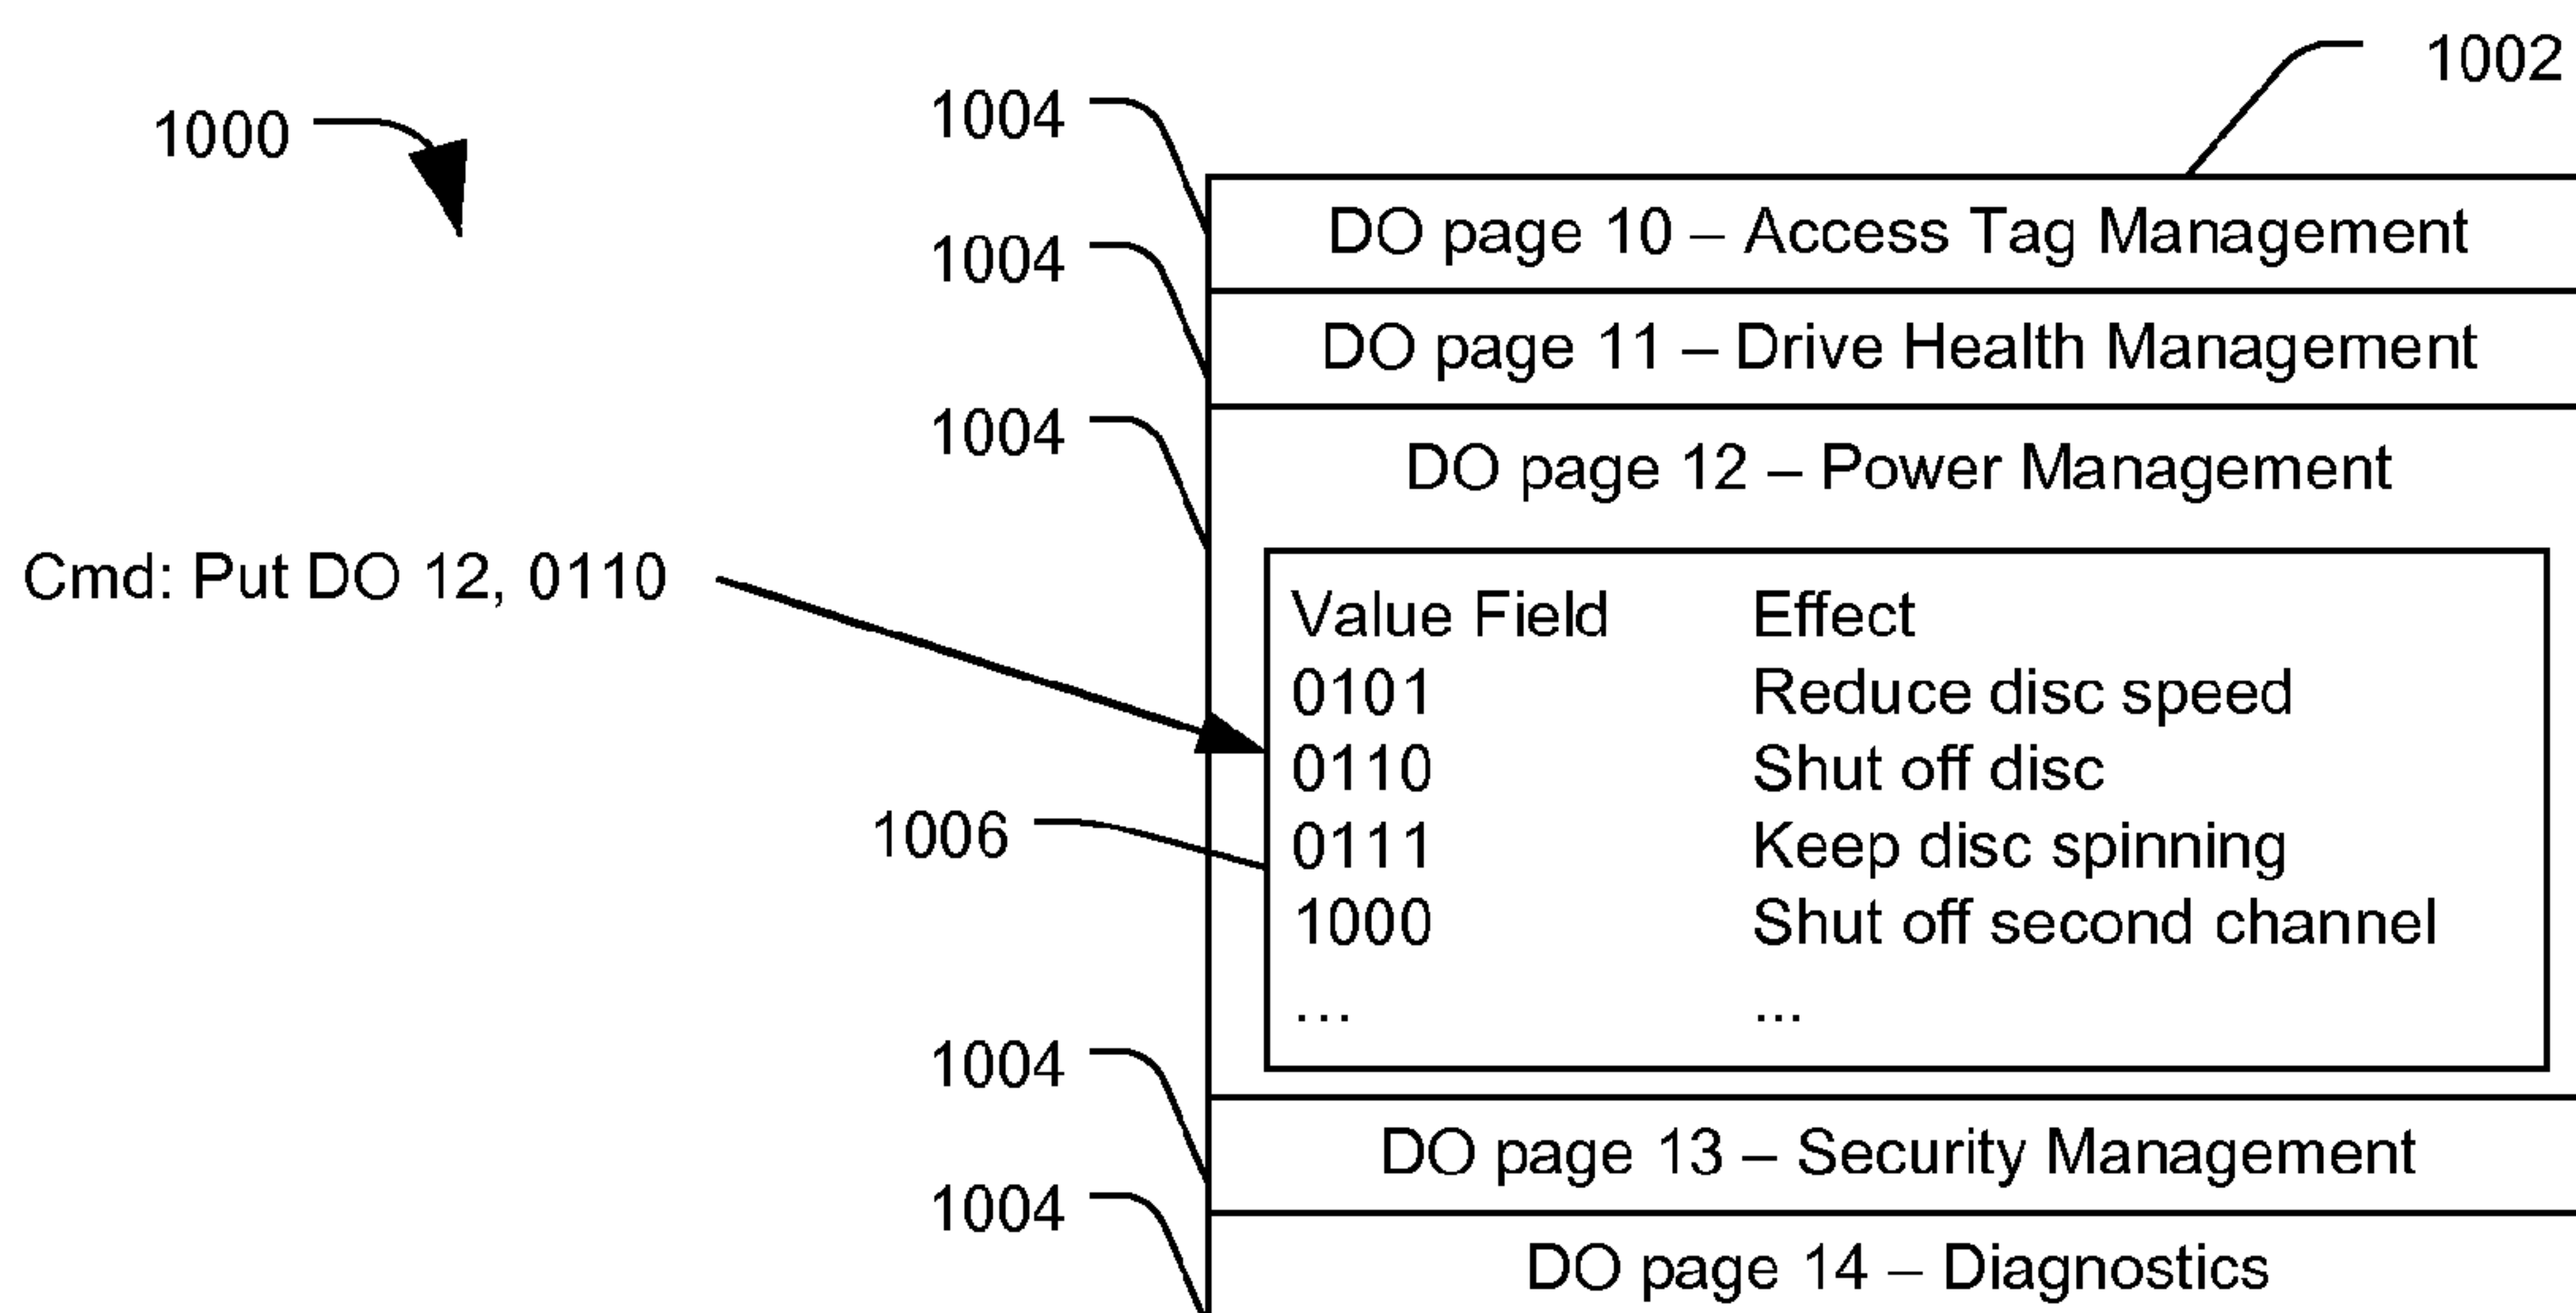 1002
1004
1000
DO page 10 – Access Tag Management
1004
DO page 11 – Drive Health Management
1004
DO page 12 – Power Management
Cmd: Put DO 12, 0110
Value Field Effect
0101 Reduce disc speed
0110 Shut off disc
1006
0111 Keep disc spinning
1000 Shut off second channel
... ...
1004
DO page 13 – Security Management
1004
DO page 14 – Diagnostics